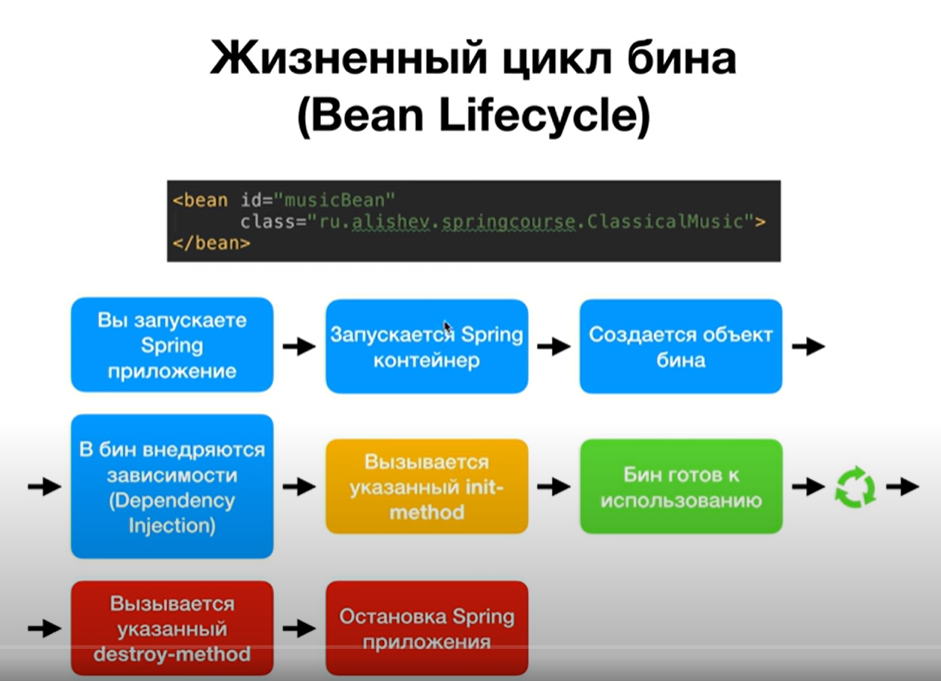 Жизненный цикл бина
(Bean Lifecycle)
<bean id="musicBean"
class="ru.alishev.springcourse.ClassicalMusic">
</bean>
Вы запускаете
Spring
приложение
Запускается Spring
контейнер
Создается объект
бина
В бин внедряются
зависимости
(Dependency
Injection)
Вызывается
указанный init-
method
Бин готов к
использованию
Вызывается
указанный
destroy-method
Остановка Spring
приложения